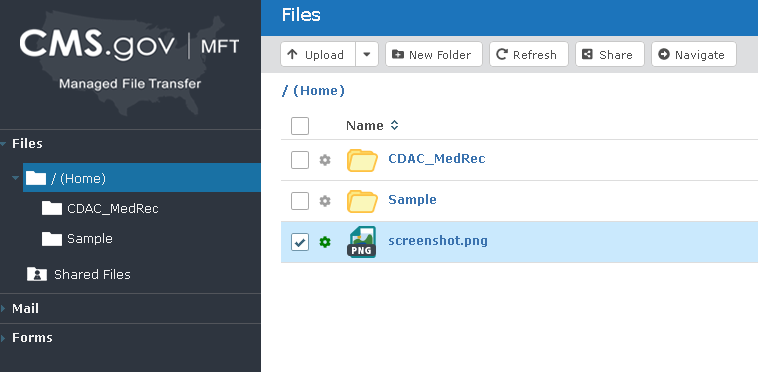 CMS.gov | MFT
Managed File Transfer
Files
/ (Home)
CDAC_MedRec
Sample
Shared Files
Mail
Forms
Files
Upload New Folder Refresh Share Navigate
/ (Home)
Name
CDAC_MedRec
Sample
PNG screenshot.png